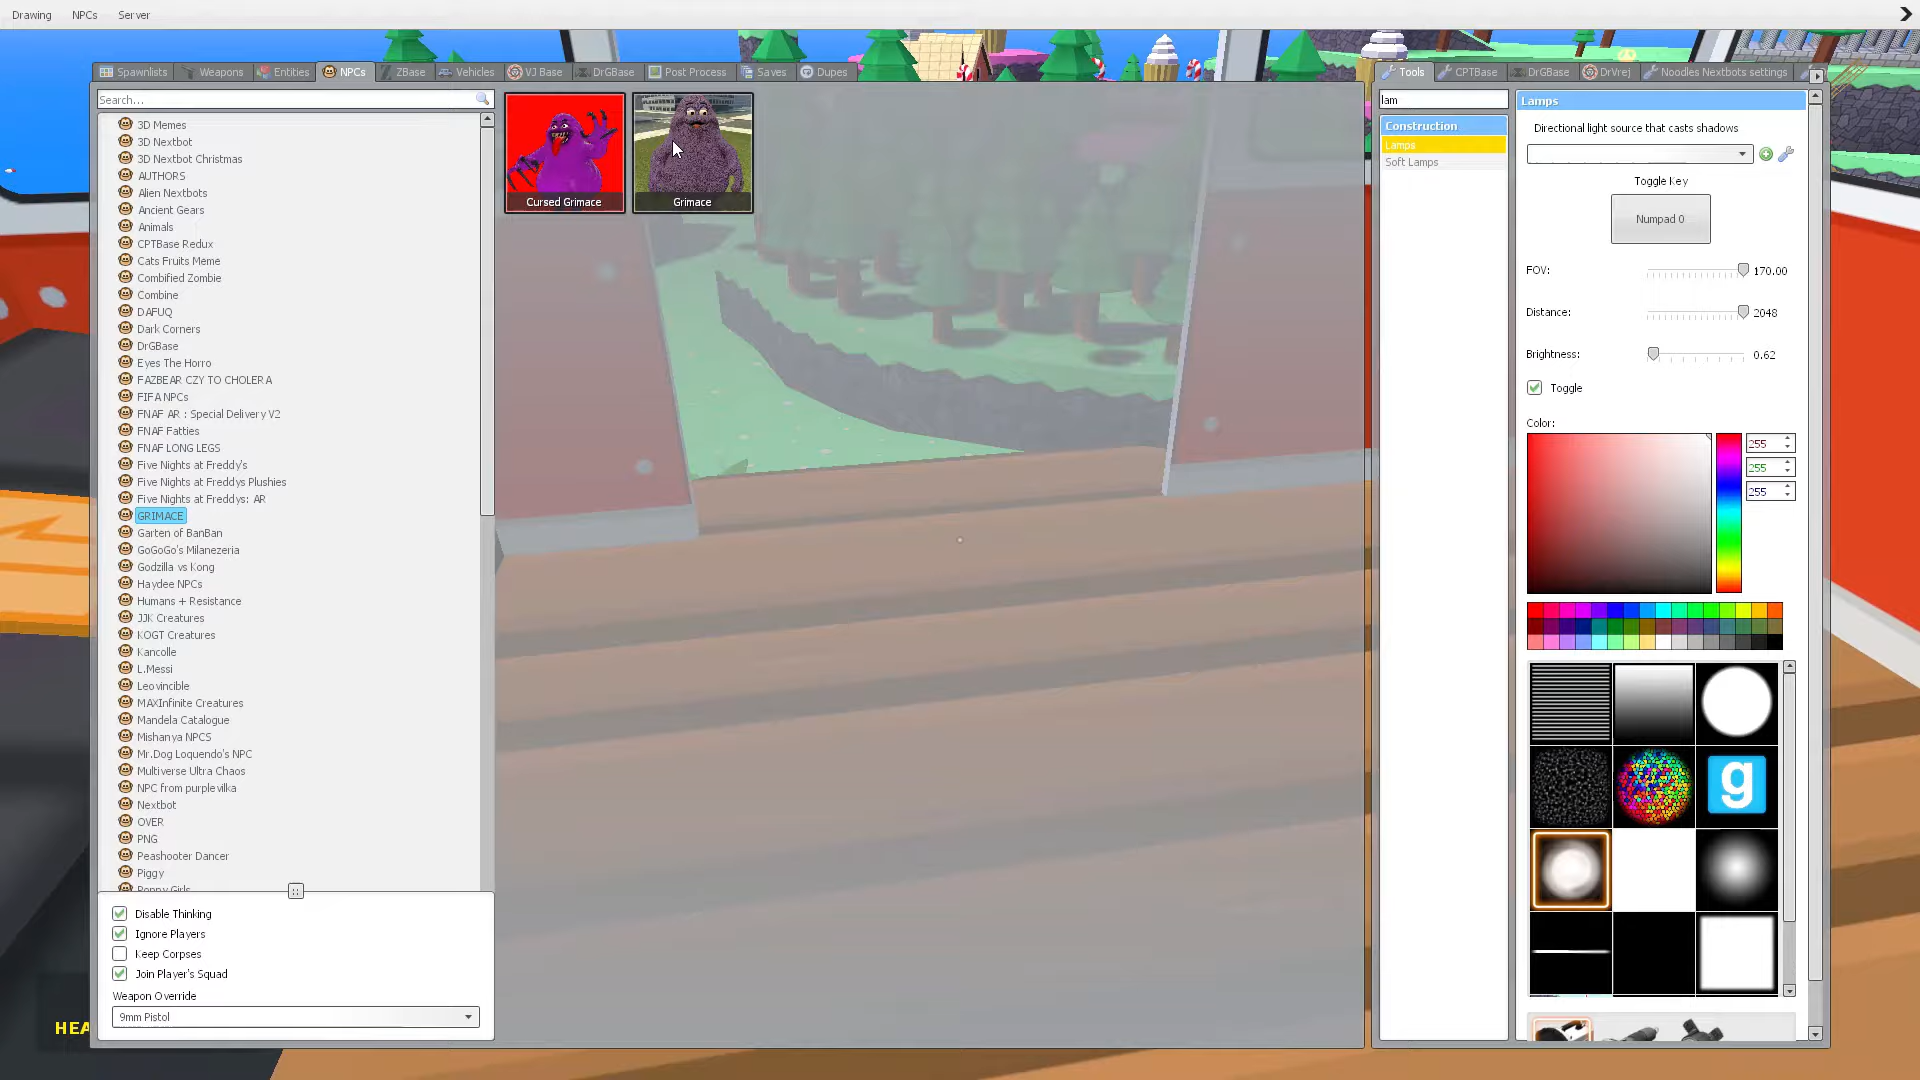 Drawing NPCs Server
Spawnlists Weapons Entities NPCs ZBase Vehicles VJ Base DrGBase Post Process Saves Dupes
Tools CPTBase DrGBase DrVrej Noodles Nextbots settings
Search...
3D Memes
3D Nextbot
3D Nextbot Christmas
AUTHORS
Alien Nextbots
Ancient Gears
Animals
CPTBase Redux
Cats Fruits Meme
Combified Zombie
Combine
DAFUQ
Dark Corners
DrGBase
Eyes The Horro
FAZBEAR CZY TO CHOLERA
FIFA NPCs
FNAF AR : Special Delivery V2
FNAF Fatties
FNAF LONG LEGS
Five Nights at Freddy's
Five Nights at Freddys Plushies
Five Nights at Freddys: AR
GRIMACE
Garten of BanBan
GoGoGo's Milanezeria
Godzilla vs Kong
Haydee NPCs
Humans + Resistance
JJK Creatures
KOGT Creatures
Kancolle
L.Messi
Leovincible
MAXInfinite Creatures
Mandela Catalogue
Mishanya NPCS
Mr.Dog Loquendo's NPC
Multiverse Ultra Chaos
NPC from purplevilka
Nextbot
OVER
PNG
Peashooter Dancer
Piggy
Poppy Girls
Disable Thinking
Ignore Players
Keep Corpses
Join Player's Squad
Weapon Override
9mm Pistol
HEA
Cursed Grimace
Grimace
lam
Construction
Lamps
Soft Lamps
Lamps
Directional light source that casts shadows
Toggle Key
Numpad 0
FOV: 170.00
Distance: 2048
Brightness: 0.62
Toggle
Color:
255
255
255
g